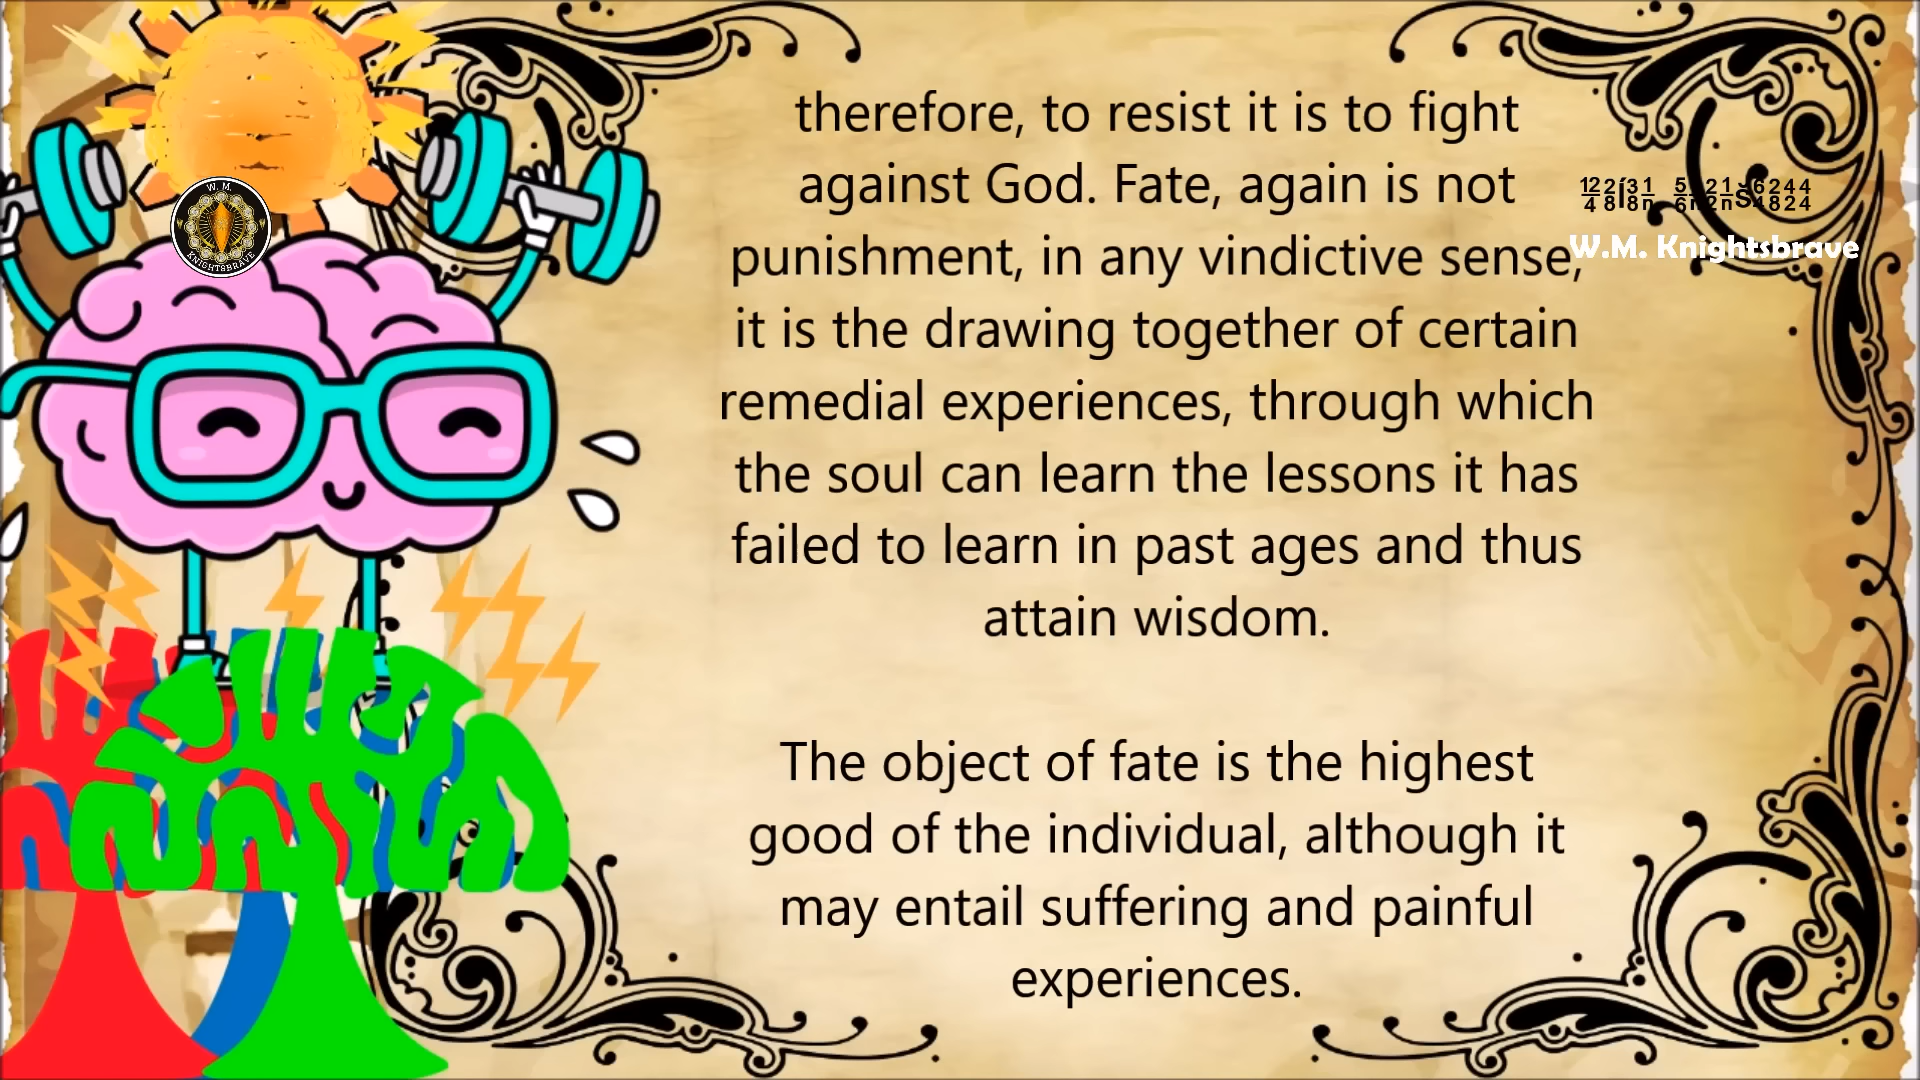 therefore, to resist it is to fight
against God. Fate, again is not
punishment, in any vindictive sense,
it is the drawing together of certain
remedial experiences, through which
the soul can learn the lessons it has
failed to learn in past ages and thus
attain wisdom.
The object of fate is the highest
good of the individual, although it
may entail suffering and painful
experiences.
W.M. Knightsbrave
W. M.
KNIGHTSBRAVE